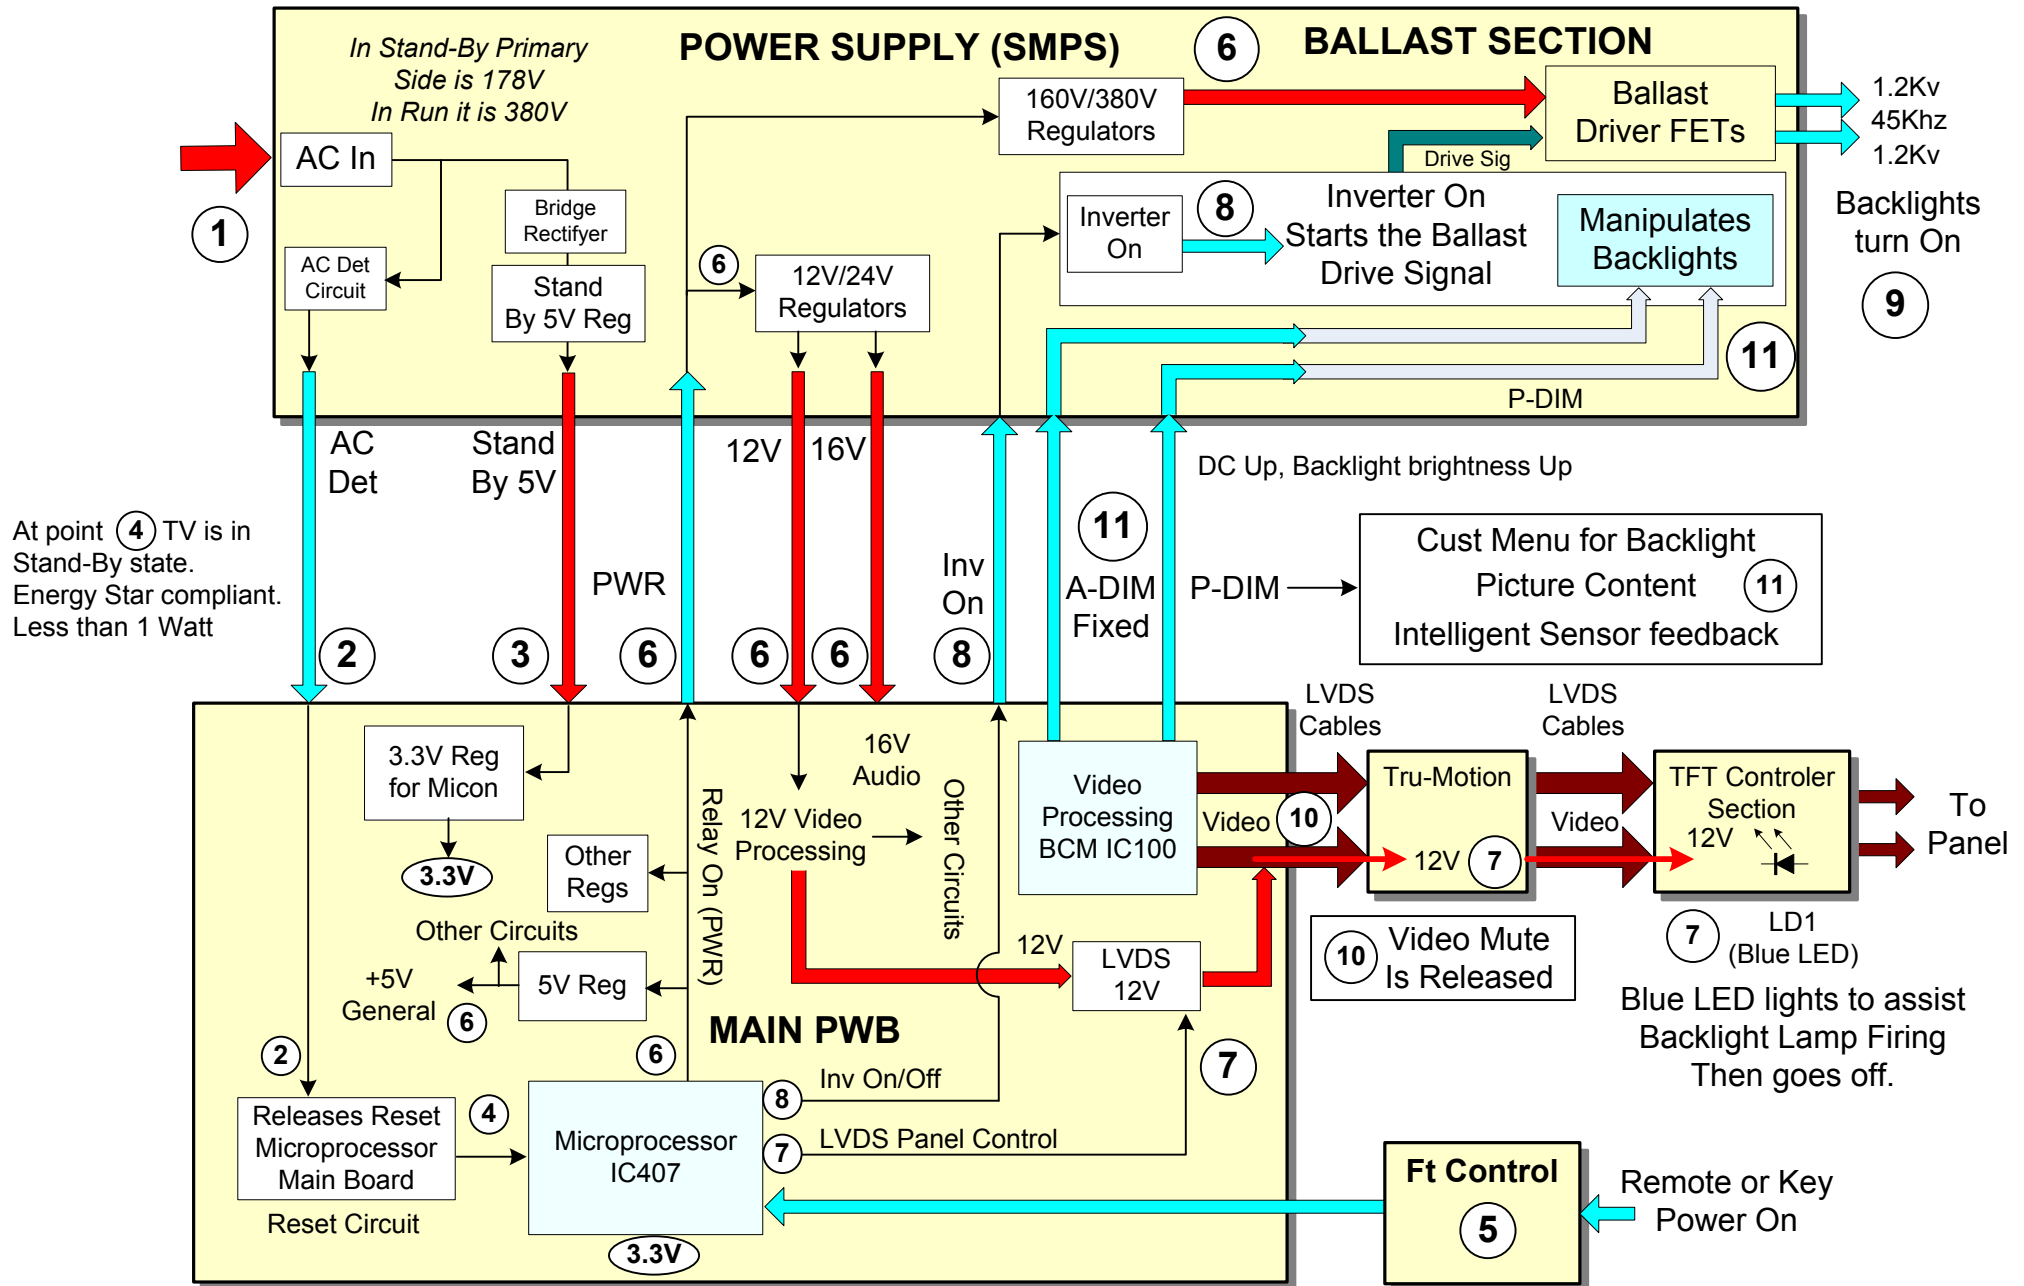 In Stand-By Primary
Side is 178V
In Run it is 380V
POWER SUPPLY (SMPS)
6
BALLAST SECTION
AC In
1
AC Det
Circuit
Bridge
Rectifyer
Stand
By 5V Reg
6
12V/24V
Regulators
160V/380V
Regulators
Ballast
Driver FETs
Drive Sig
Inverter
On
8
Inverter On
Starts the Ballast
Drive Signal
Manipulates
Backlights
11
P-DIM
1.2Kv
45Khz
1.2Kv
Backlights
turn On
9
AC
Det
Stand
By 5V
PWR
12V
16V
Inv
On
A-DIM
Fixed
11
P-DIM
DC Up, Backlight brightness Up
Cust Menu for Backlight
Picture Content
11
Intelligent Sensor feedback
At point 4 TV is in
Stand-By state.
Energy Star compliant.
Less than 1 Watt
2
3
6
6
6
8
3.3V Reg
for Micon
3.3V
Other
Regs
Other Circuits
+5V
General
6
5V Reg
Relay On (PWR)
16V
Audio
12V Video
Processing
Other Circuits
Video
Processing
BCM IC100
12V
LVDS
12V
MAIN PWB
7
2
Releases Reset
Microprocessor
Main Board
Reset Circuit
4
6
Microprocessor
IC407
3.3V
8
Inv On/Off
7
LVDS Panel Control
LVDS
Cables
Video
10
Tru-Motion
12V
7
LVDS
Cables
Video
TFT Controler
Section
12V
To
Panel
10
Video Mute
Is Released
7
LD1
(Blue LED)
Blue LED lights to assist
Backlight Lamp Firing
Then goes off.
Ft Control
5
Remote or Key
Power On